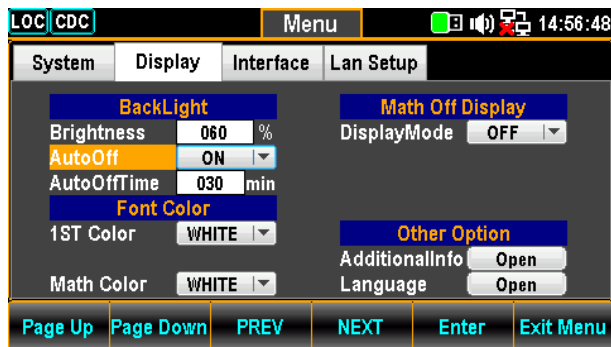 LOC CDC Menu 14:56:48
System Display Interface Lan Setup
BackLight
Brightness 060 %
AutoOff ON
AutoOffTime 030 min
Font Color
1ST Color WHITE
Math Color WHITE
Math Off Display
DisplayMode OFF
Other Option
AdditionalInfo Open
Language Open
Page Up Page Down PREV NEXT Enter Exit Menu